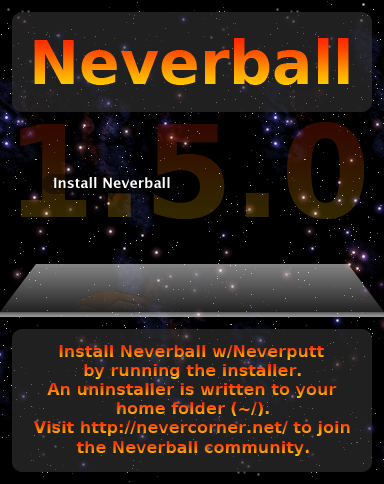 Neverball
1.5.0
Install Neverball
Install Neverball w/Neverputt
by running the installer.
An uninstaller is written to your
home folder (~/).
Visit http://nevercorner.net/ to join
the Neverball community.